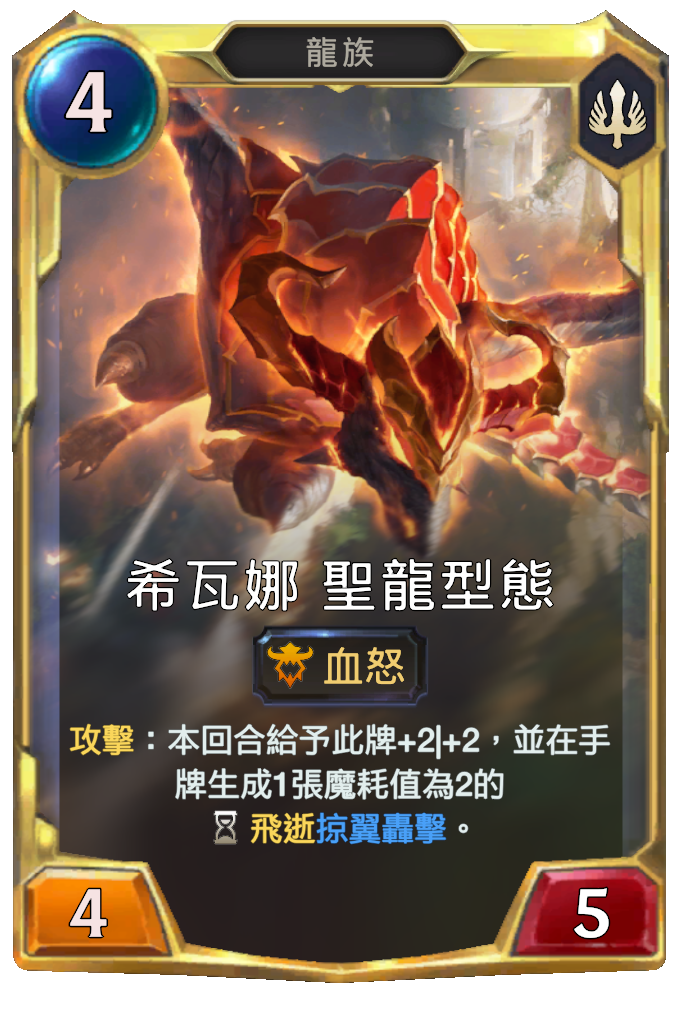 龍族
4
希瓦娜 聖龍型態
血怒
攻擊：本回合給予此牌+2|+2，並在手
牌生成1張魔耗值為2的
飛逝掠翼轟擊。
4
5